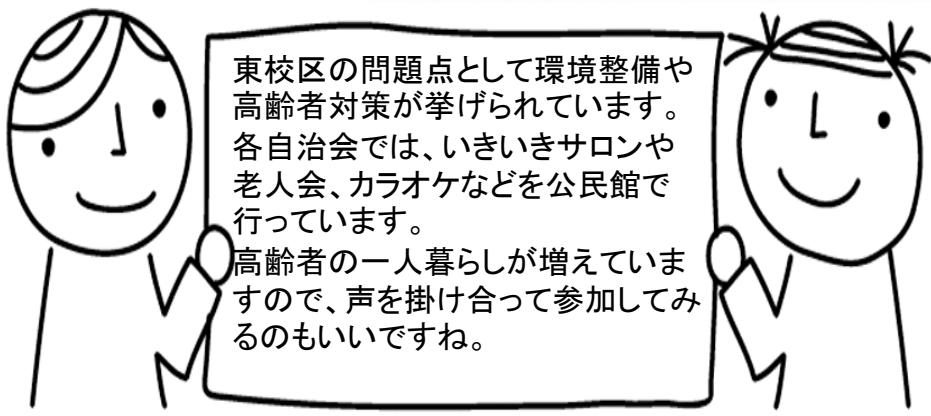 東校区の問題点として環境整備や
高齢者対策が挙げられています。
各自治会では、いきいきサロンや
老人会、カラオケなどを公民館で
行っています。
高齢者の一人暮らしが増えていま
すので、声を掛け合って参加してみ
るのもいいですね。